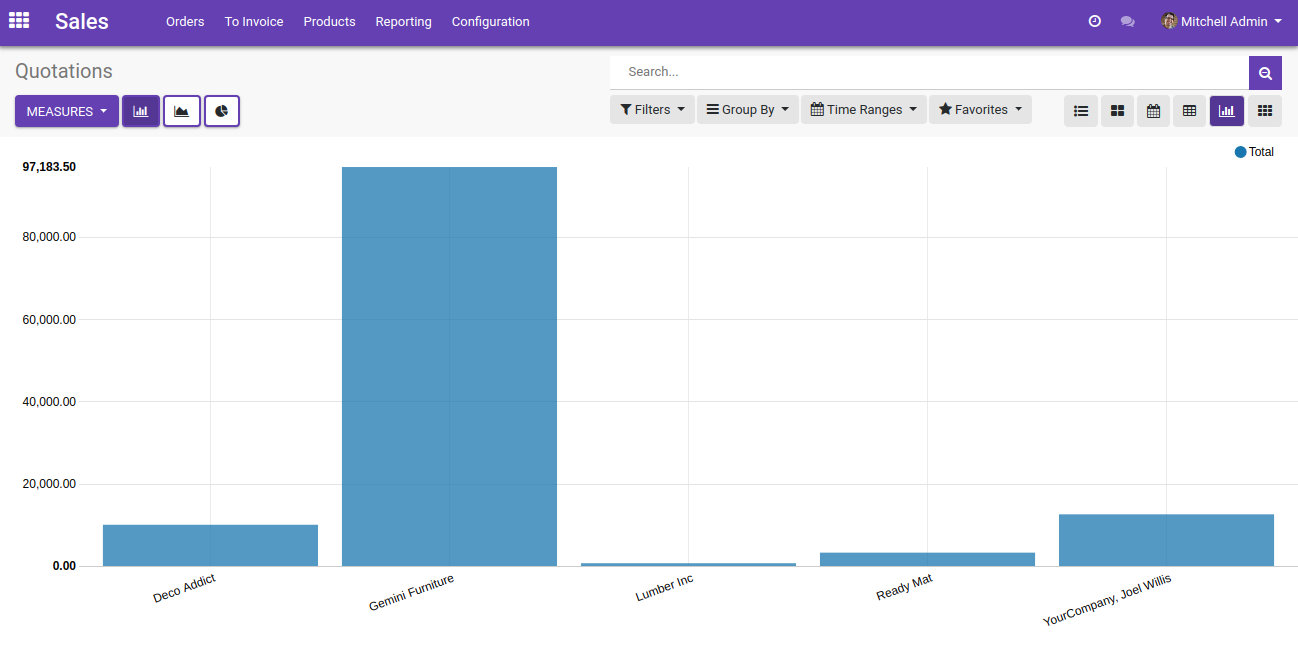 Sales Orders To Invoice Products Reporting Configuration Mitchell Admin
Quotations Search...
MEASURES Filters Group By Time Ranges Favorites
Total
97,183.50
80,000.00
60,000.00
40,000.00
20,000.00
0.00
Deco Addict Gemini Furniture Lumber Inc Ready Mat YourCompany, Joel Willis